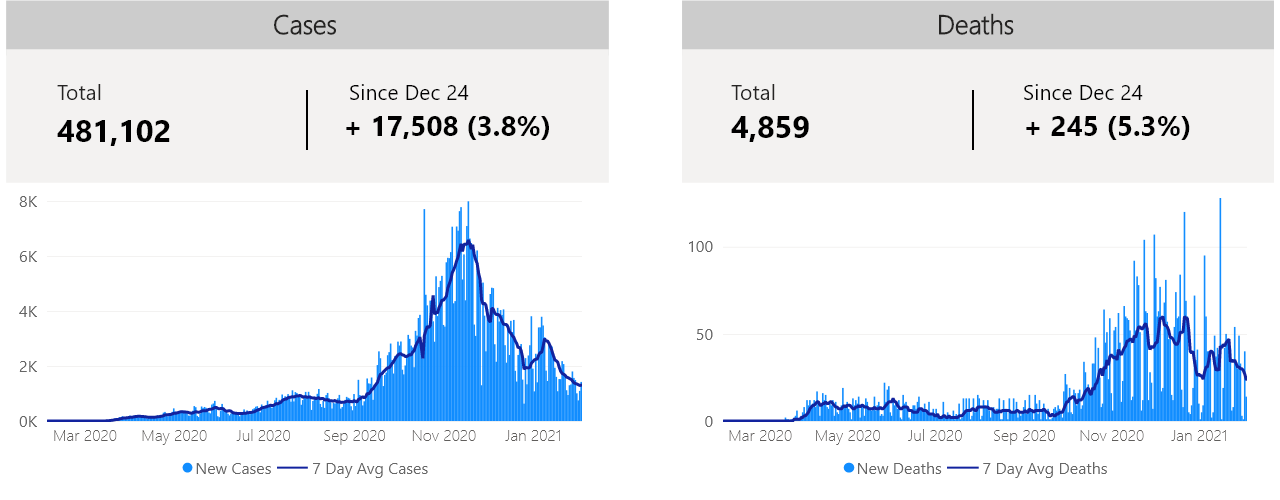 Cases
Total
481,102
Since Dec 24
+ 17,508 (3.8%)
8K
6K
4K
2K
0K
Mar 2020 May 2020 Jul 2020 Sep 2020 Nov 2020 Jan 2021
New Cases 7 Day Avg Cases
Deaths
Total
4,859
Since Dec 24
+ 245 (5.3%)
100
50
0
Mar 2020 May 2020 Jul 2020 Sep 2020 Nov 2020 Jan 2021
New Deaths 7 Day Avg Deaths